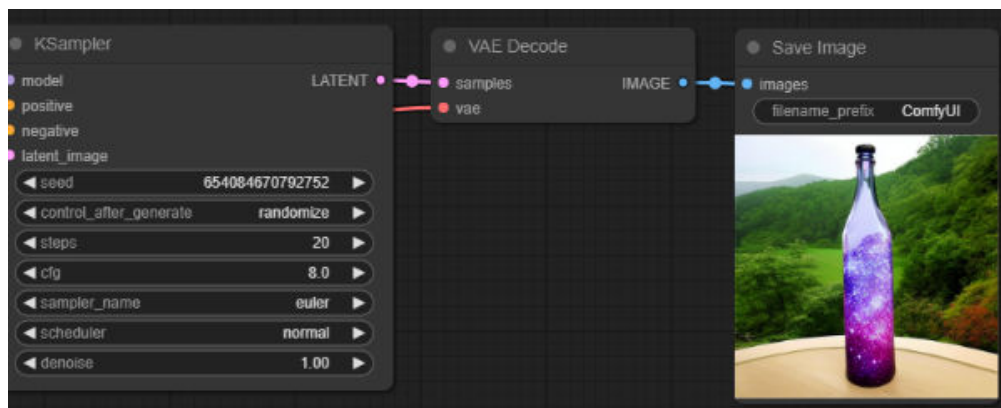 KSampler
model LATENT
positive
negative
latent_image
seed 654084670792752
control_after_generate randomize
steps 20
cfg 8.0
sampler_name euler
scheduler normal
denoise 1.00
VAE Decode
samples IMAGE
vae
Save Image
images
filename_prefix ComfyUI